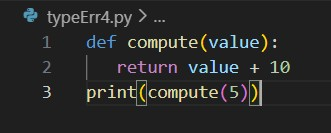 typeErr4.py > ...
1 def compute(value):
2 return value + 10
3 print(compute(5))